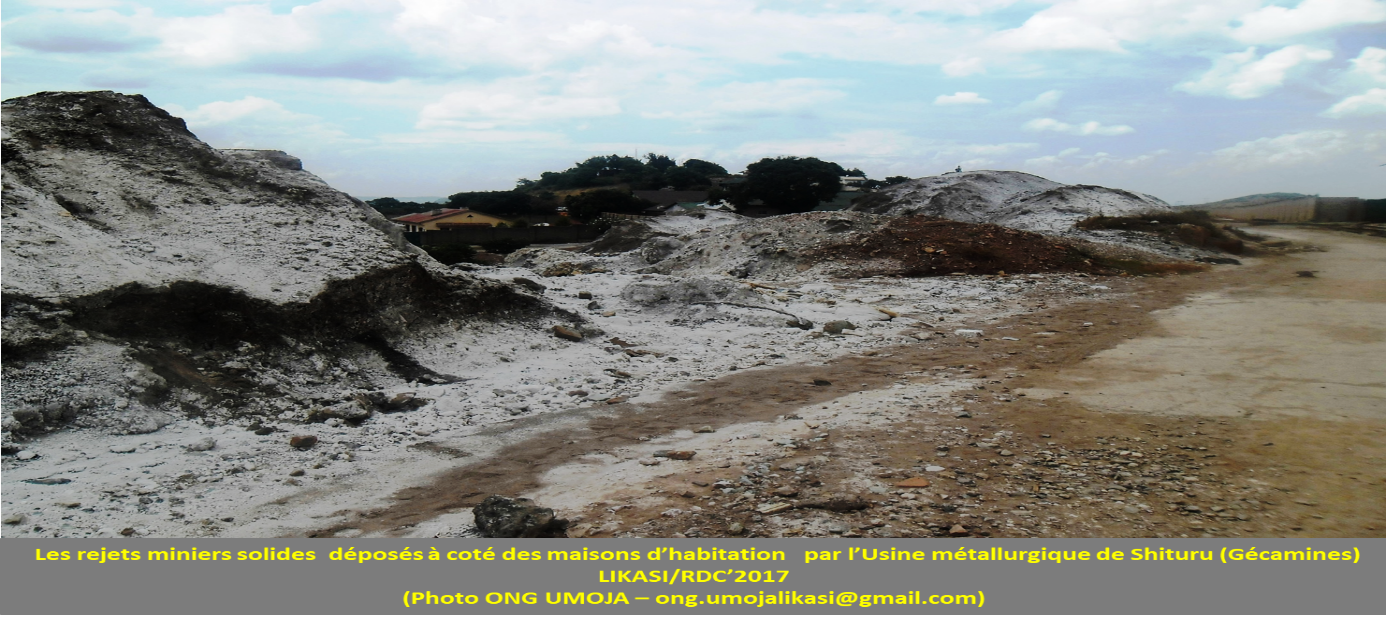 Les rejets miniers solides déposés à coté des maisons d’habitation par l’Usine métallurgique de Shituru (Gécamines)
LIKASI/RDC’2017
(Photo ONG UMOJA – ong.umojalikasi@gmail.com)